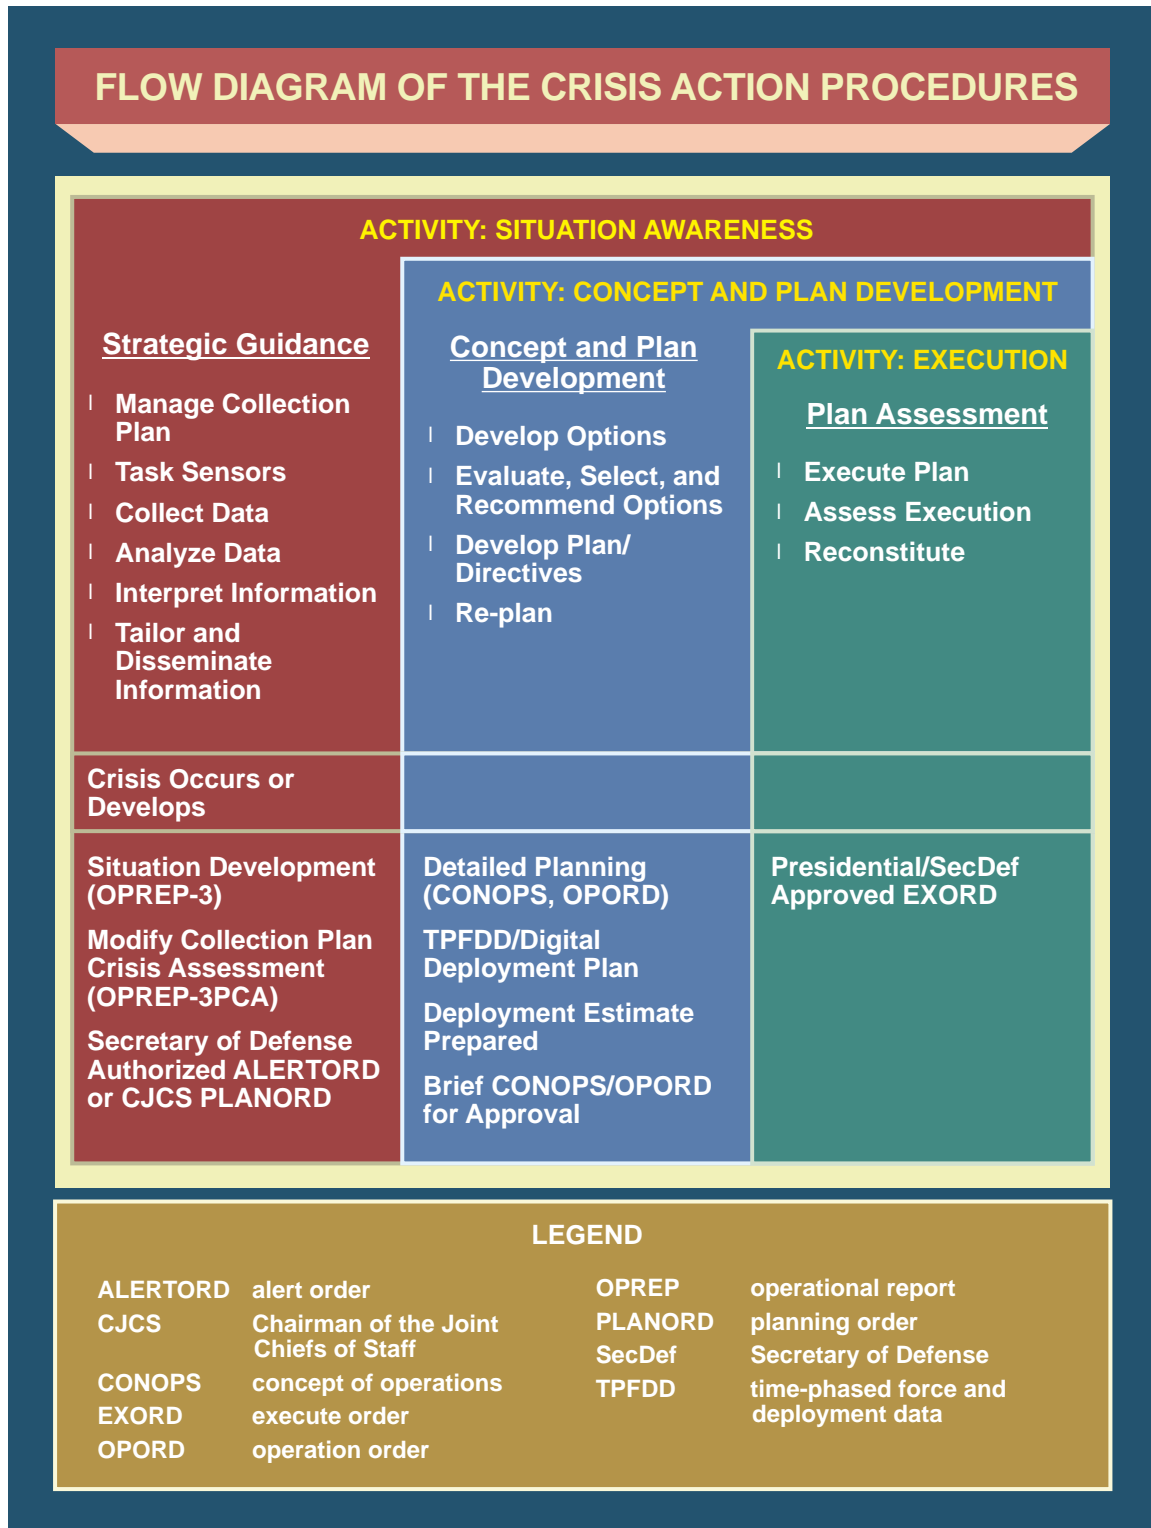 FLOW DIAGRAM OF THE CRISIS ACTION PROCEDURES
ACTIVITY: SITUATION AWARENESS
Strategic Guidance
l Manage Collection
Plan
l Task Sensors
l Collect Data
l Analyze Data
l Interpret Information
l Tailor and
Disseminate
Information
Crisis Occurs or
Develops
Situation Development
(OPREP-3)
Modify Collection Plan
Crisis Assessment
(OPREP-3PCA)
Secretary of Defense
Authorized ALERTORD
or CJCS PLANORD
ACTIVITY: CONCEPT AND PLAN DEVELOPMENT
Concept and Plan
Development
l Develop Options
l Evaluate, Select, and
Recommend Options
l Develop Plan/
Directives
l Re-plan
Detailed Planning
(CONOPS, OPORD)
TPFDD/Digital
Deployment Plan
Deployment Estimate
Prepared
Brief CONOPS/OPORD
for Approval
ACTIVITY: EXECUTION
Plan Assessment
l Execute Plan
l Assess Execution
l Reconstitute
Presidential/SecDef
Approved EXORD
LEGEND
ALERTORD alert order
CJCS Chairman of the Joint
Chiefs of Staff
CONOPS concept of operations
EXORD execute order
OPORD operation order
OPREP operational report
PLANORD planning order
SecDef Secretary of Defense
TPFDD time-phased force and
deployment data